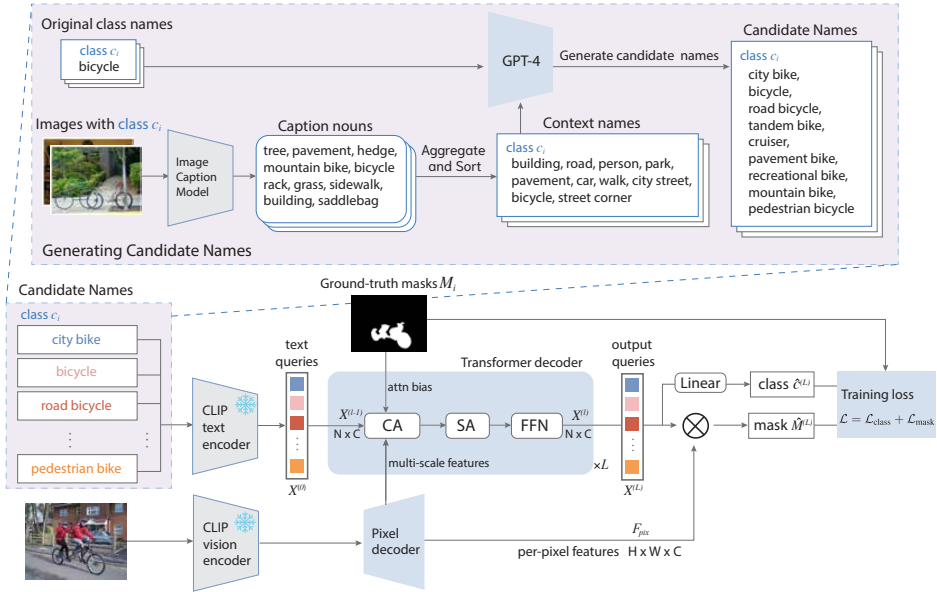 Original class names
class c_i
bicycle
GPT-4
Generate candidate names
Candidate Names
class c_i
city bike,
bicycle,
road bicycle,
tandem bike,
cruiser,
pavement bike,
recreational bike,
mountain bike,
pedestrian bicycle
Images with class c_i
Image
Caption
Model
Caption nouns
tree, pavement, hedge,
mountain bike, bicycle
rack, grass, sidewalk,
building, saddlebag
Aggregate
and Sort
Context names
class c_i
building, road, person, park,
pavement, car, walk, city street,
bicycle, street corner
Generating Candidate Names
Candidate Names
class c_i
city bike
bicycle
road bicycle
⋮ ⋮
pedestrian bike
CLIP
text
encoder
text
queries
⋮
X^(0)
Ground-truth masks M_i
Transformer decoder
attn bias
X^(l-1)
N x C
CA
SA
FFN
X^(l)
N x C
multi-scale features
×L
output
queries
⋮
X^(L)
Linear
class ĉ^(L)
mask M̂^(L)
Training loss
ℒ = ℒ_class + ℒ_mask
CLIP
vision
encoder
Pixel
decoder
F_pix
per-pixel features H x W x C